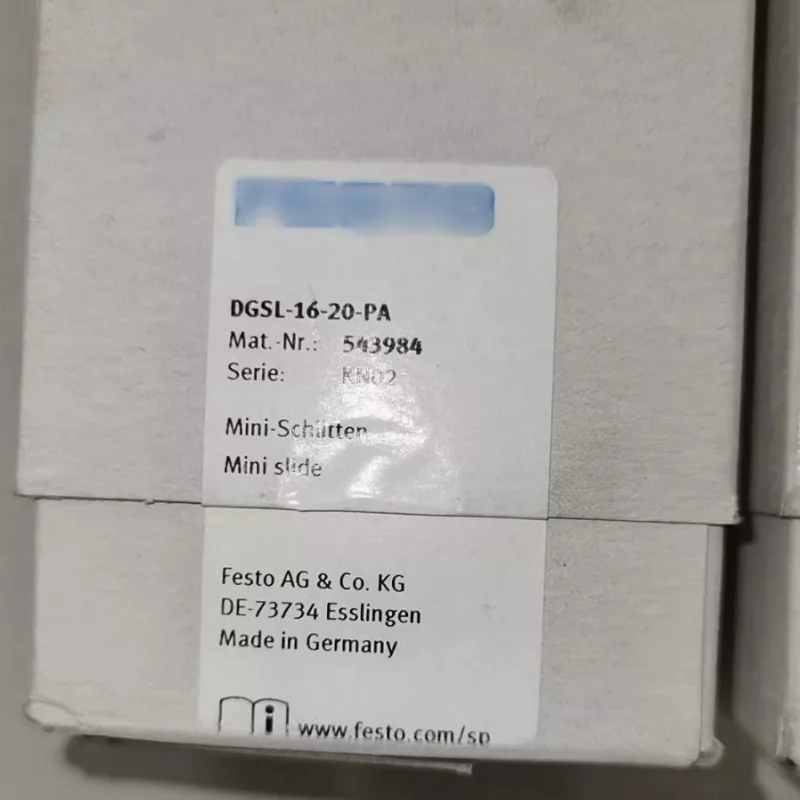 DGSL-16-20-PA
Mat.-Nr.: 543984
Serie: KN02
Mini-Schlitten
Mini slide
Festo AG & Co. KG
DE-73734 Esslingen
Made in Germany
i www.festo.com/sp